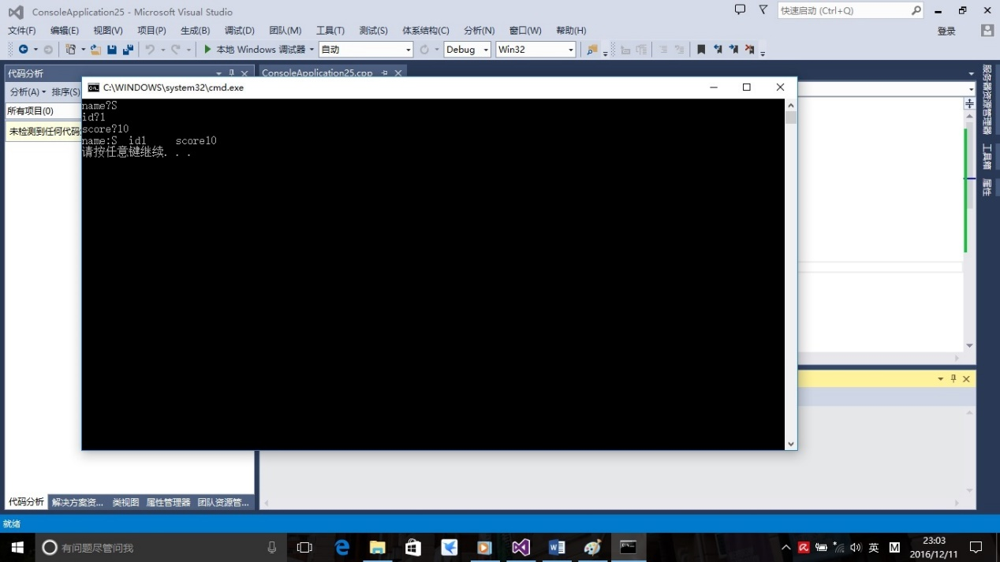 ConsoleApplication25 - Microsoft Visual Studio
快速启动 (Ctrl+Q)
文件(F) 编辑(E) 视图(V) 项目(P) 生成(B) 调试(D) 团队(M) 工具(T) 测试(S) 体系结构(C) 分析(N) 窗口(W) 帮助(H)
登录
本地 Windows 调试器 自动 Debug Win32
代码分析
ConsoleApplication25.cpp
分析(A) 排序(S)
所有项目(0)
未检测到任何代码
C:\WINDOWS\system32\cmd.exe
name?S
id?1
score?10
name:S id1 score10
请按任意键继续. . .
服务器资源管理器
工具箱
属性
代码分析 解决方案资... 类视图 属性管理器 团队资源管...
就绪
有问题尽管问我
英
M
23:03
2016/12/11